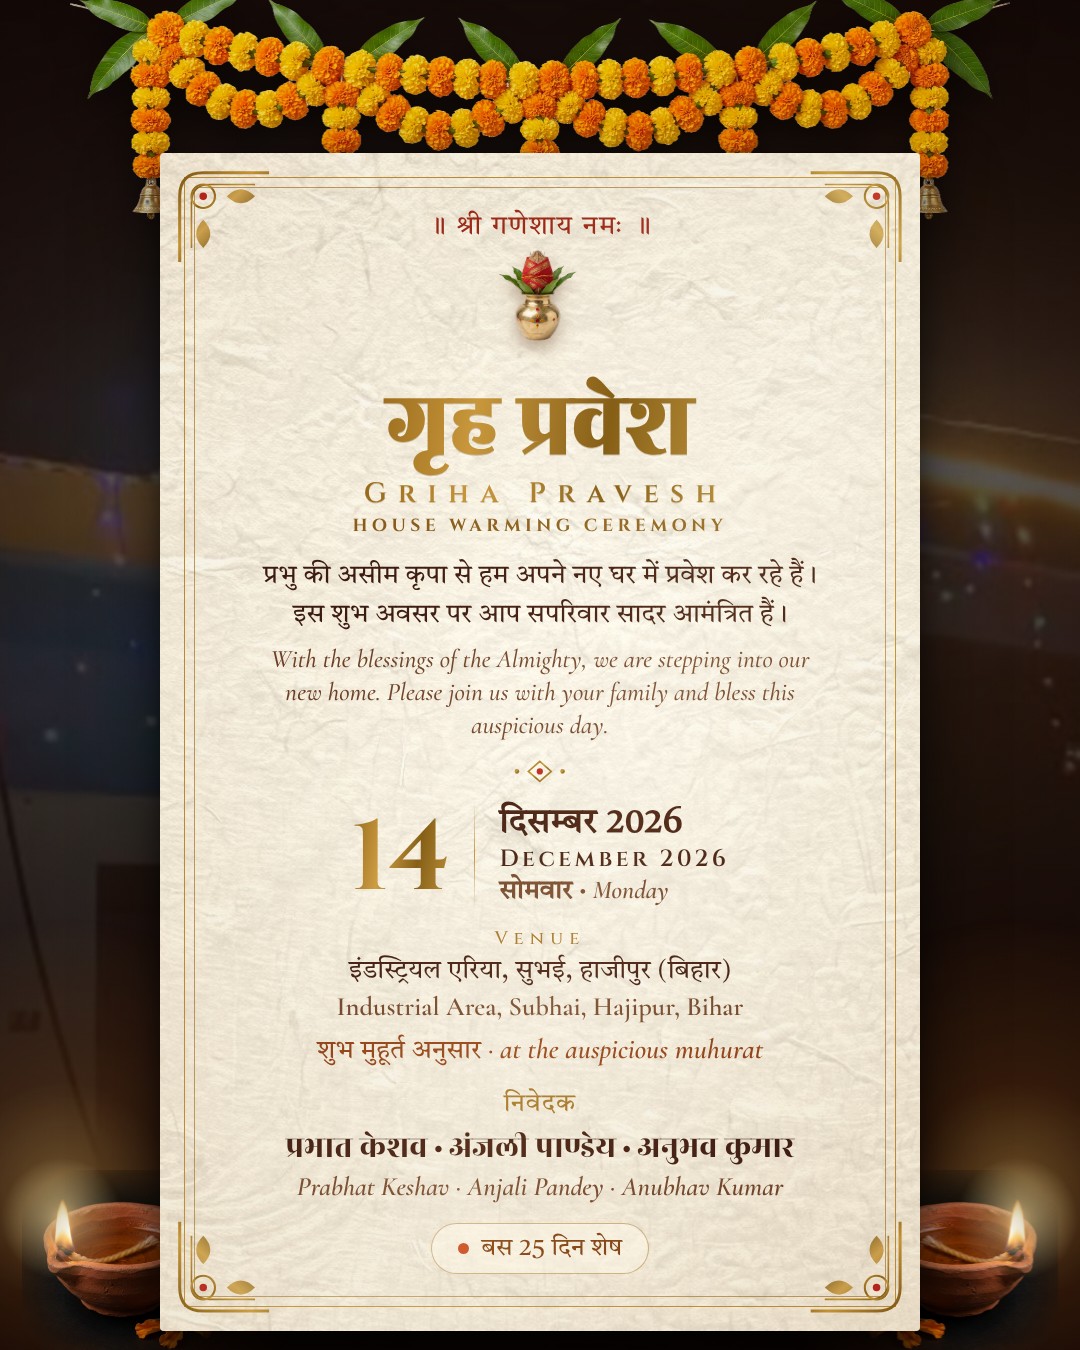 ॥ श्री गणेशाय नमः ॥
गृह प्रवेश
Griha Pravesh
HOUSE WARMING CEREMONY
प्रभु की असीम कृपा से हम अपने नए घर में प्रवेश कर रहे हैं।
इस शुभ अवसर पर आप सपरिवार सादर आमंत्रित हैं।
With the blessings of the Almighty, we are stepping into our
new home. Please join us with your family and bless this
auspicious day.
14
दिसम्बर 2026
December 2026
सोमवार • Monday
Venue
इंडस्ट्रियल एरिया, सुभई, हाजीपुर (बिहार)
Industrial Area, Subhai, Hajipur, Bihar
शुभ मुहूर्त अनुसार · at the auspicious muhurat
निवेदक
प्रभात केशव • अंजली पाण्डेय • अनुभव कुमार
Prabhat Keshav · Anjali Pandey · Anubhav Kumar
बस 25 दिन शेष